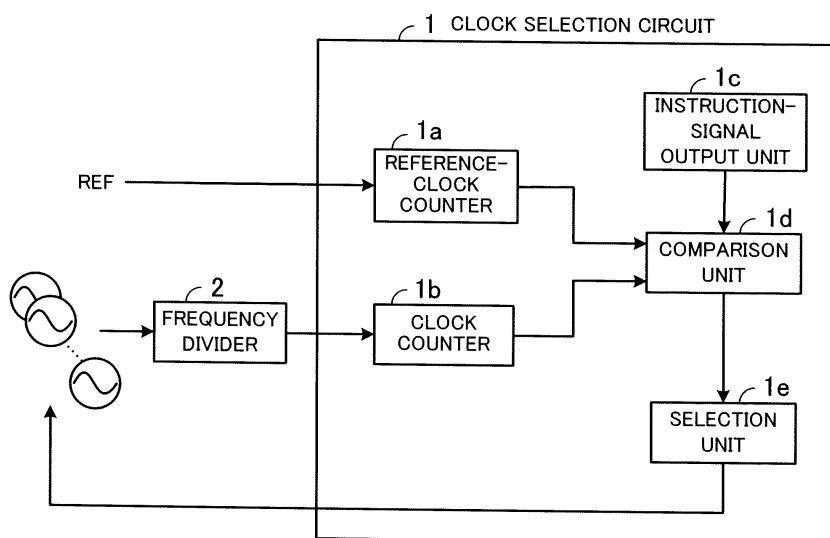 1 CLOCK SELECTION CIRCUIT
1c
INSTRUCTION-
SIGNAL
OUTPUT UNIT
1a
REFERENCE-
CLOCK
COUNTER
REF
1d
COMPARISON
UNIT
2
FREQUENCY
DIVIDER
1b
CLOCK
COUNTER
1e
SELECTION
UNIT